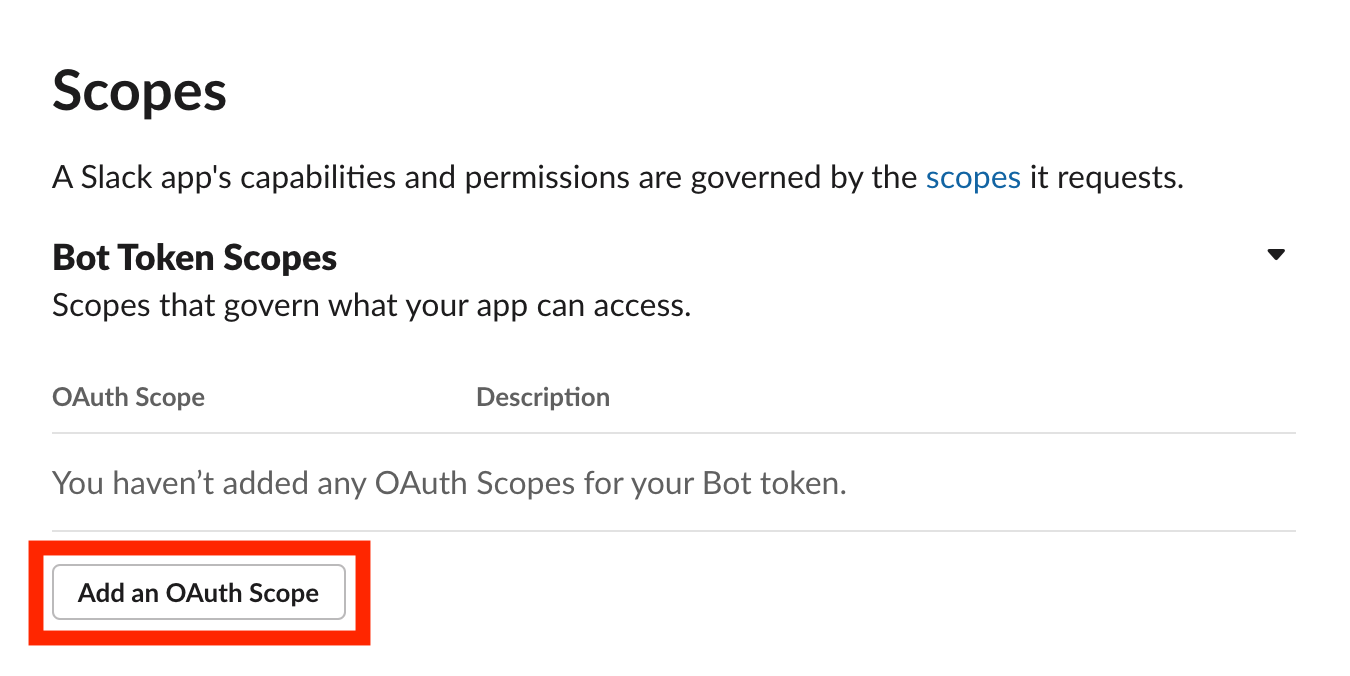 Scopes
A Slack app's capabilities and permissions are governed by the scopes it requests.
Bot Token Scopes
Scopes that govern what your app can access.
OAuth Scope Description
You haven’t added any OAuth Scopes for your Bot token.
Add an OAuth Scope